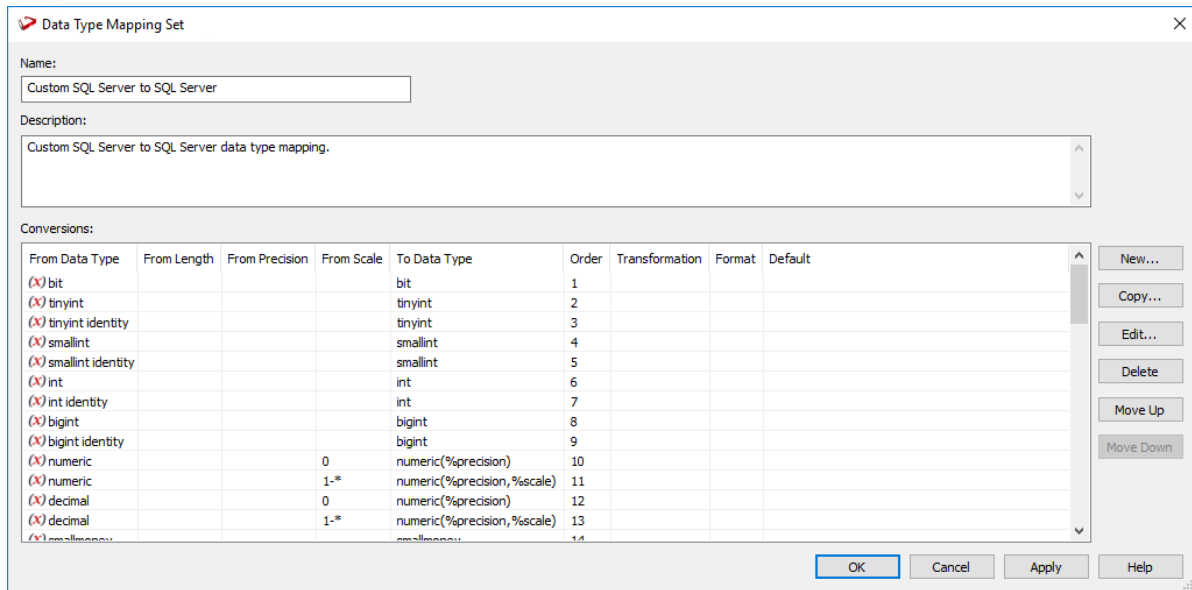 Data Type Mapping Set
Name:
Custom SQL Server to SQL Server
Description:
Custom SQL Server to SQL Server data type mapping.
Conversions:
From Data Type From Length From Precision From Scale To Data Type Order Transformation Format Default
(x) bit bit 1
(x) tinyint tinyint 2
(x) tinyint identity tinyint 3
(x) smallint smallint 4
(x) smallint identity smallint 5
(x) int int 6
(x) int identity int 7
(x) bigint bigint 8
(x) bigint identity bigint 9
(x) numeric 0 numeric(%precision) 10
(x) numeric 1-* numeric(%precision,%scale) 11
(x) decimal 0 numeric(%precision) 12
(x) decimal 1-* numeric(%precision,%scale) 13
(x) smallmoney smallmoney 14
New...
Copy...
Edit...
Delete
Move Up
Move Down
OK Cancel Apply Help